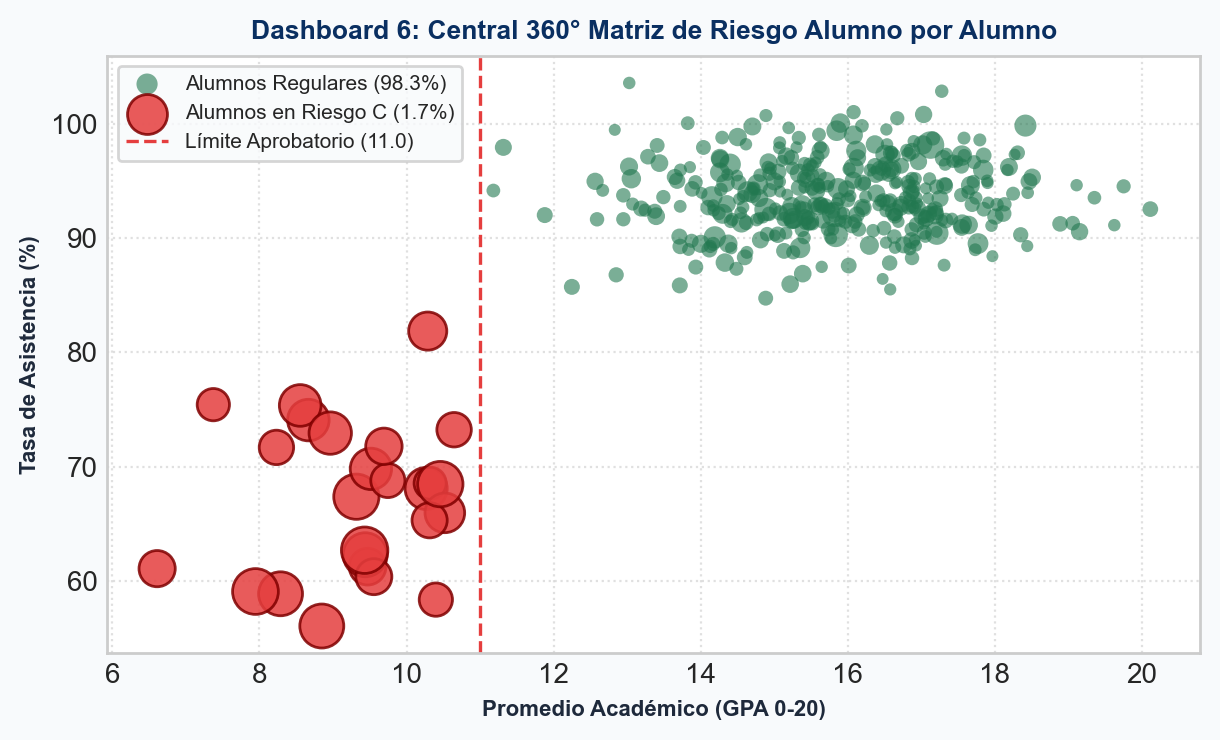 Dashboard 6: Central 360° Matriz de Riesgo Alumno por Alumno
Alumnos Regulares (98.3%)
Alumnos en Riesgo C (1.7%)
Límite Aprobatorio (11.0)
Tasa de Asistencia (%)
100
90
80
70
60
6 8 10 12 14 16 18 20
Promedio Académico (GPA 0-20)